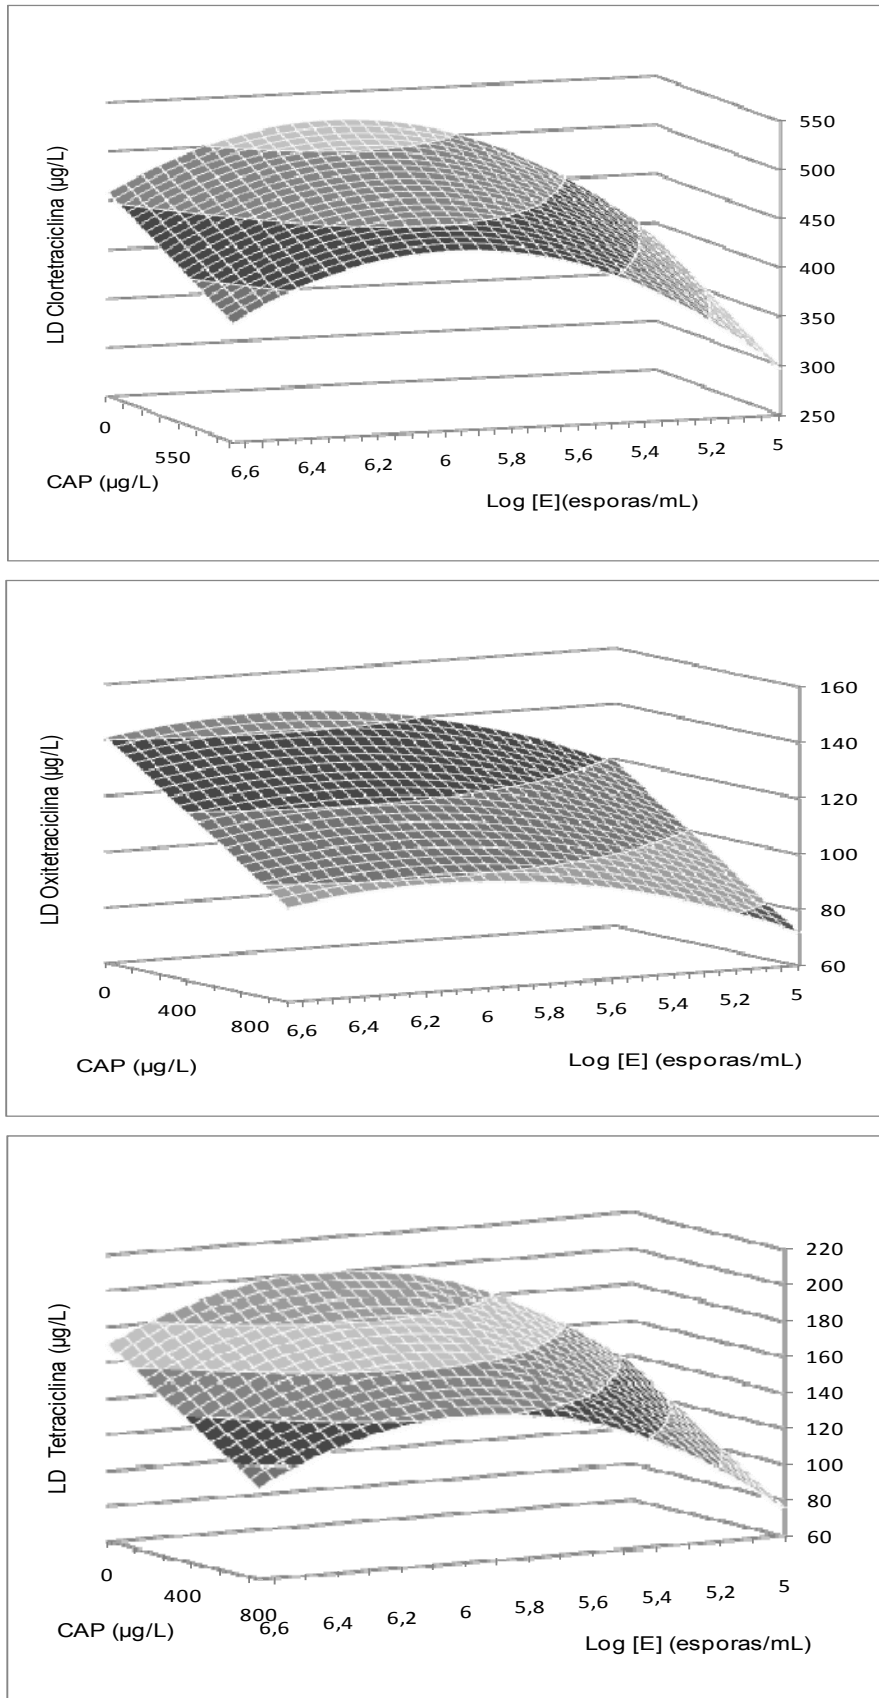 LD Clortetraciclina (µg/L)
550
500
450
400
350
300
250
0
550
CAP (µg/L)
6,6 6,4 6,2 6 5,8 5,6 5,4 5,2 5
Log [E](esporas/mL)
LD Oxitetraciclina (µg/L)
160
140
120
100
80
60
0
400
800
CAP (µg/L)
6,6 6,4 6,2 6 5,8 5,6 5,4 5,2 5
Log [E] (esporas/mL)
LD Tetraciclina (µg/L)
220
200
180
160
140
120
100
80
60
0
400
800
CAP (µg/L)
6,6 6,4 6,2 6 5,8 5,6 5,4 5,2 5
Log [E] (esporas/mL)